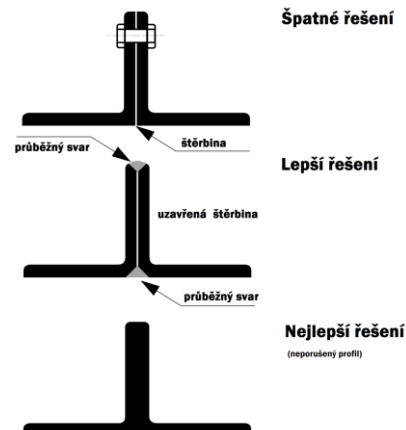 Špatné řešení
štěrbina
průběžný svar
Lepší řešení
uzavřená štěrbina
průběžný svar
Nejlepší řešení
(neporušený profil)